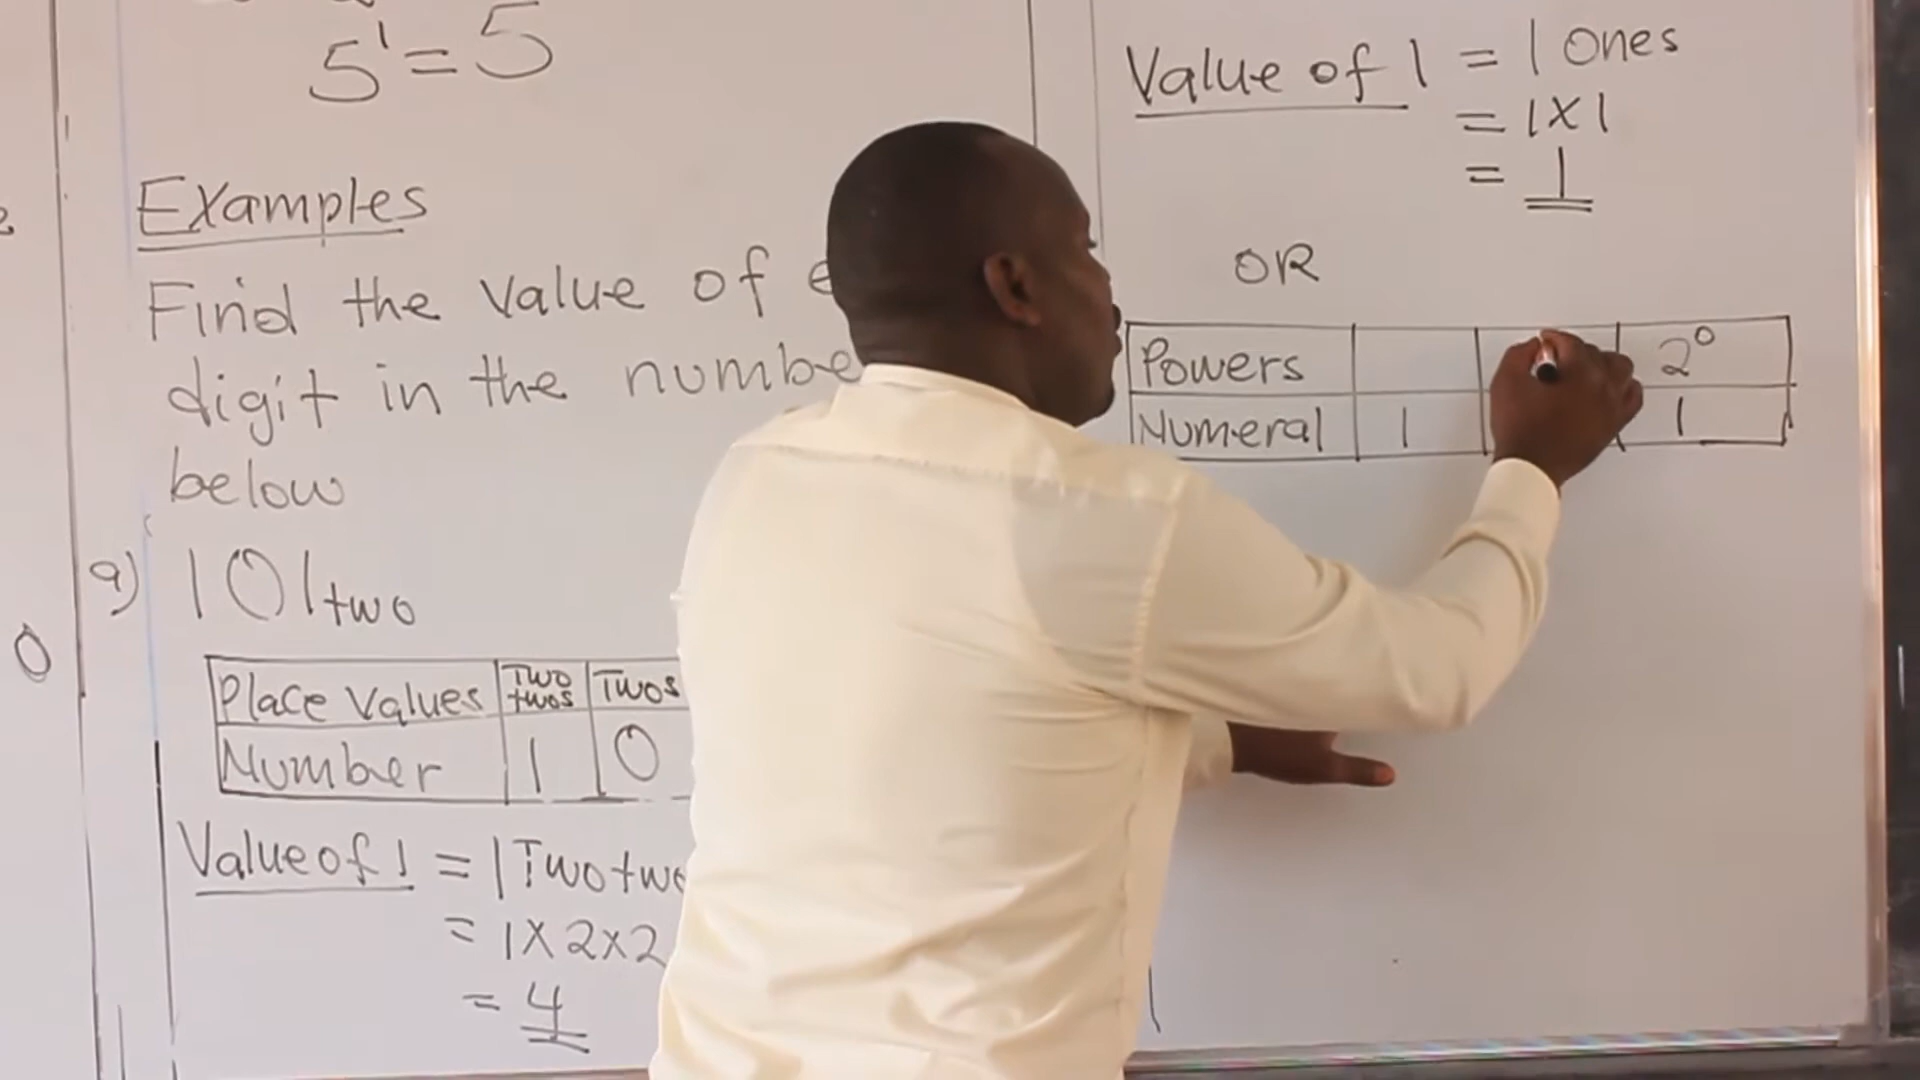 5¹ = 5
Examples
Find the value of
digit in the
below
a) 101two
Place Values Two twos Twos
Number 1 0
Value of 1 = 1 Two
= 1X2x2
= 4
Value of 1 = 1 Ones
= 1X1
= 1
OR
Powers 2⁰
Numeral 1 1
0